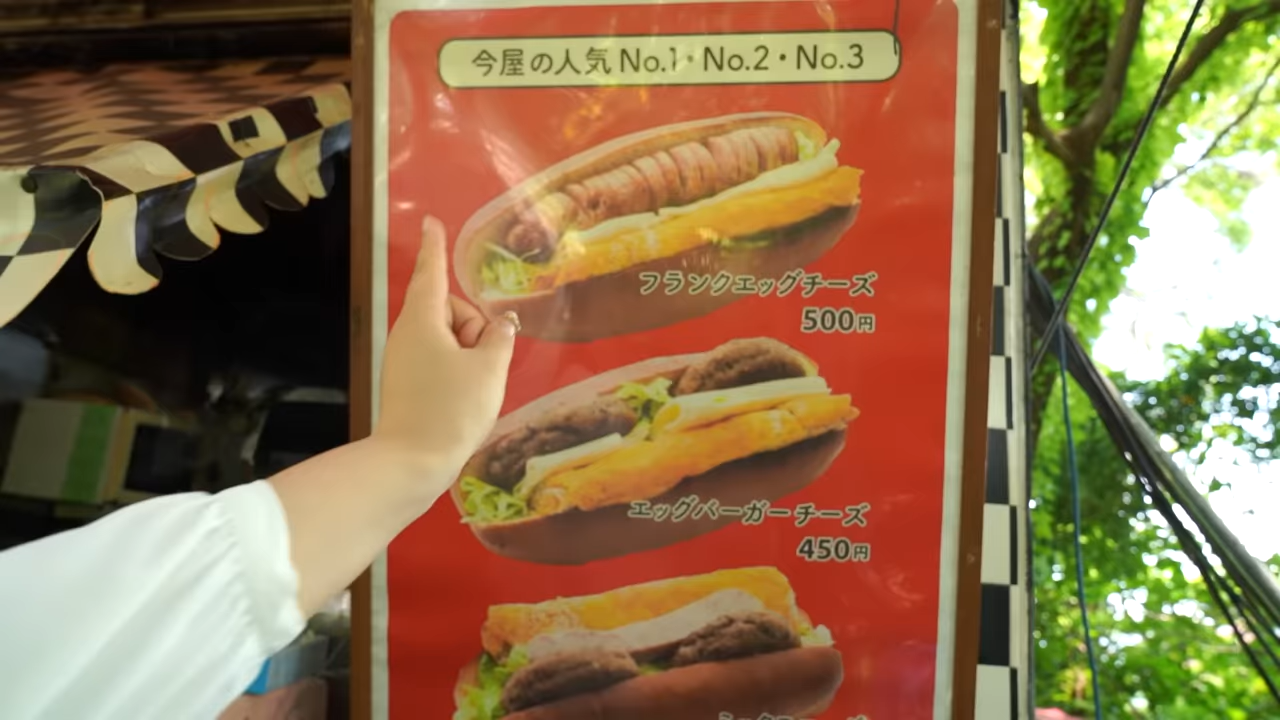 今屋の人気 No.1・No.2・No.3
フランクエッグチーズ
500円
エッグバーガーチーズ
450円